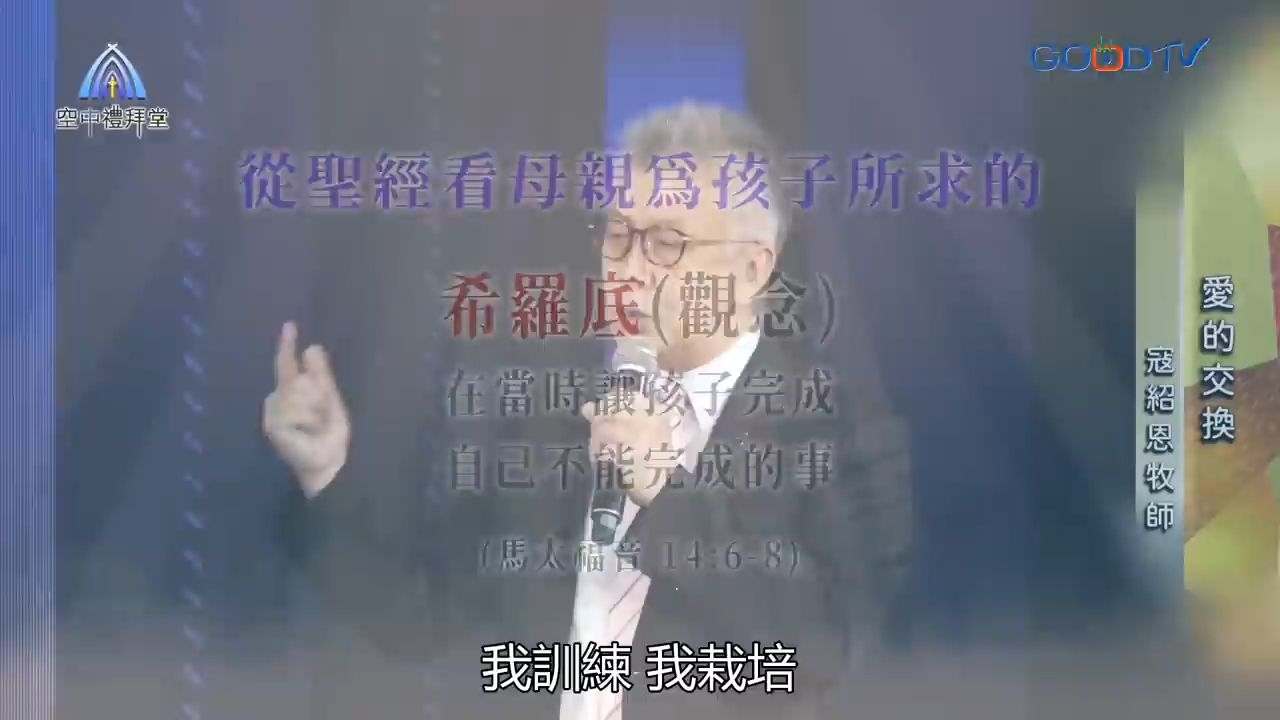 空中禮拜堂
GOODTV
從聖經看母親爲孩子所求的
希羅底(觀念)
在當時讓孩子完成
自己不能完成的事
(馬太福音 14:6-8)
愛的交換
寇紹恩牧師
我訓練 我栽培